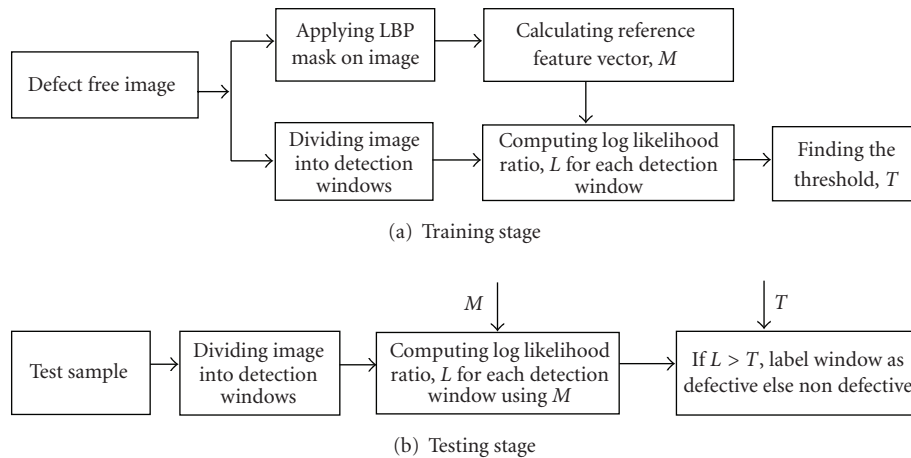 Defect free image
Applying LBP
mask on image
Calculating reference
feature vector, M
Dividing image
into detection
windows
Computing log likelihood
ratio, L for each detection
window
Finding the
threshold, T
(a) Training stage
M
T
Test sample
Dividing image
into detection
windows
Computing log likelihood
ratio, L for each detection
window using M
If L > T, label window as
defective else non defective
(b) Testing stage